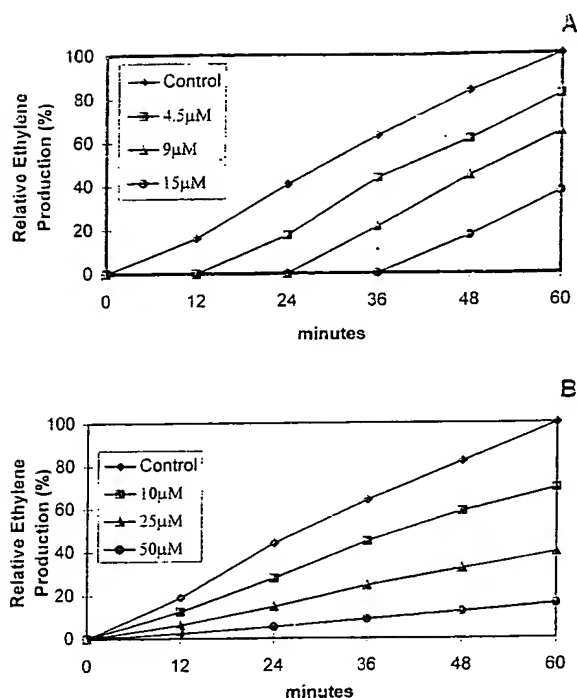 A
Relative Ethylene
Production (%)
100
80
60
40
20
0
Control
4.5µM
9µM
15µM
0 12 24 36 48 60
minutes
B
Relative Ethylene
Production (%)
100
80
60
40
20
0
Control
10µM
25µM
50µM
0 12 24 36 48 60
minutes